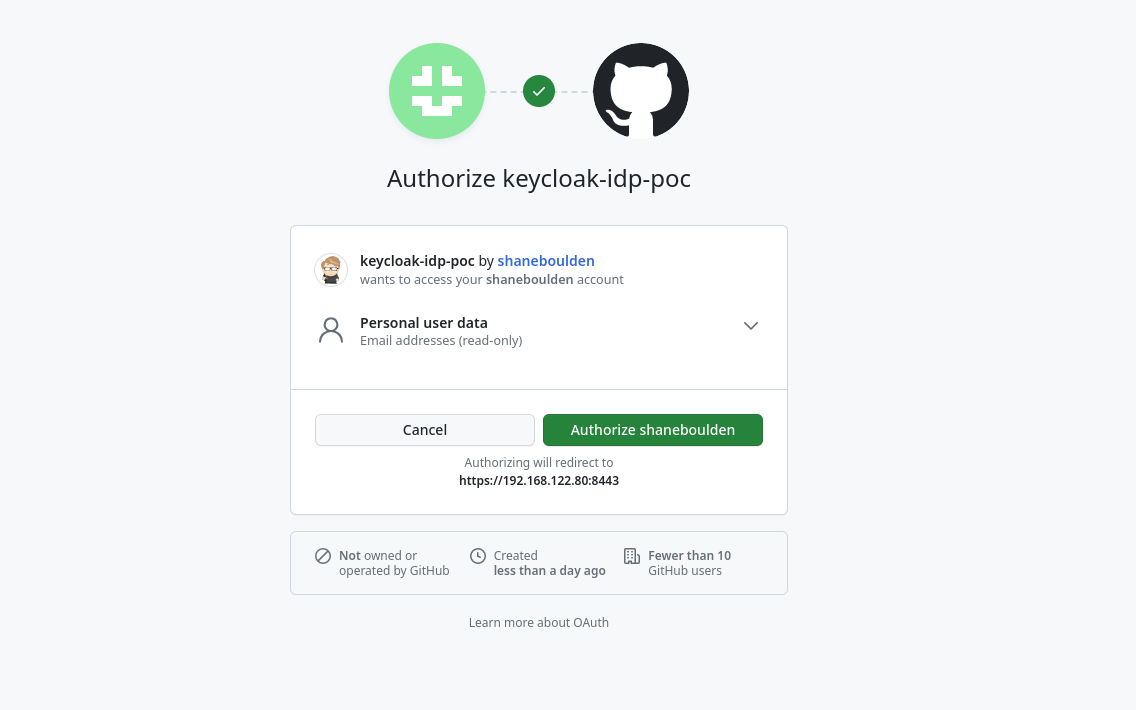 Authorize keycloak-idp-poc
keycloak-idp-poc by shaneboulden
wants to access your shaneboulden account
Personal user data
Email addresses (read-only)
Cancel
Authorize shaneboulden
Authorizing will redirect to
https://192.168.122.80:8443
Not owned or
operated by GitHub
Created
less than a day ago
Fewer than 10
GitHub users
Learn more about OAuth